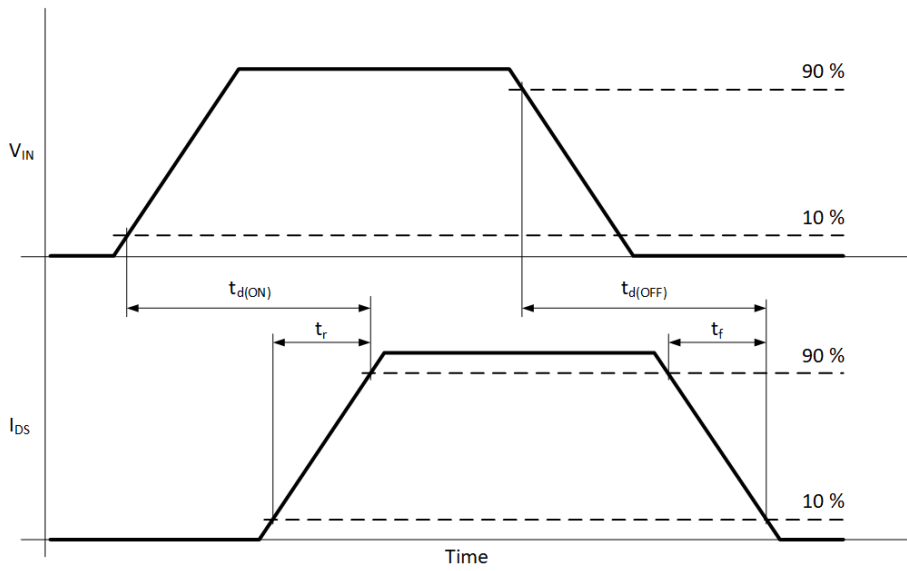 90 %
V_IN
10 %
t_d(ON)
t_d(OFF)
t_r
t_f
90 %
I_DS
10 %
Time